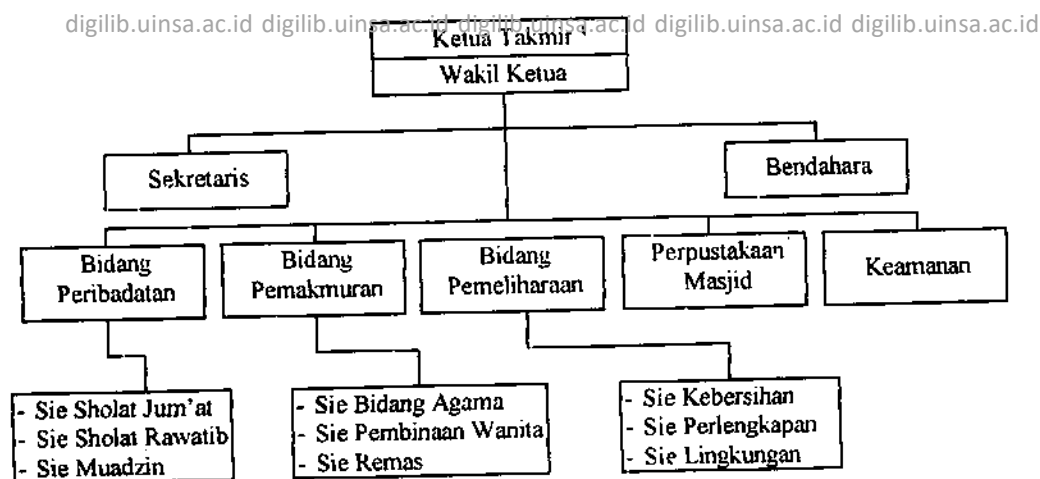 digilib.uinsa.ac.id digilib.uinsa.ac.id digilib.uinsa.ac.id digilib.uinsa.ac.id digilib.uinsa.ac.id
Ketua Takmir
Wakil Ketua
Sekretaris
Bendahara
Bidang
Peribadatan
Bidang
Pemakmuran
Bidang
Pemeliharaan
Perpustakaan
Masjid
Keamanan
- Sie Sholat Jum'at
- Sie Sholat Rawatib
- Sie Muadzin
- Sie Bidang Agama
- Sie Pembinaan Wanita
- Sie Remas
- Sie Kebersihan
- Sie Perlengkapan
- Sie Lingkungan